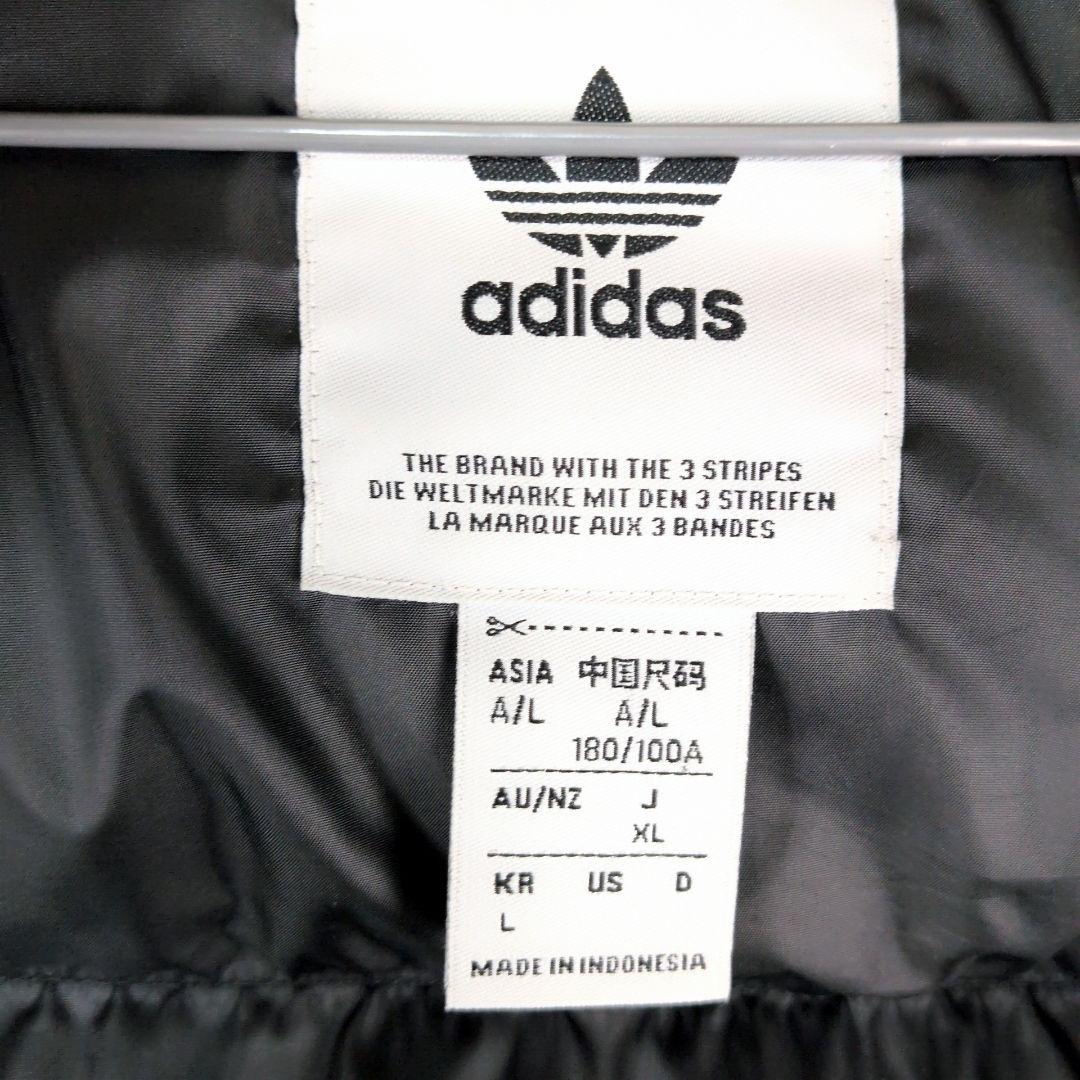 adidas
THE BRAND WITH THE 3 STRIPES
DIE WELTMARKE MIT DEN 3 STREIFEN
LA MARQUE AUX 3 BANDES
ASIA 中国尺码
A/L A/L
180/100A
AU/NZ J
XL
KR US D
L
MADE IN INDONESIA